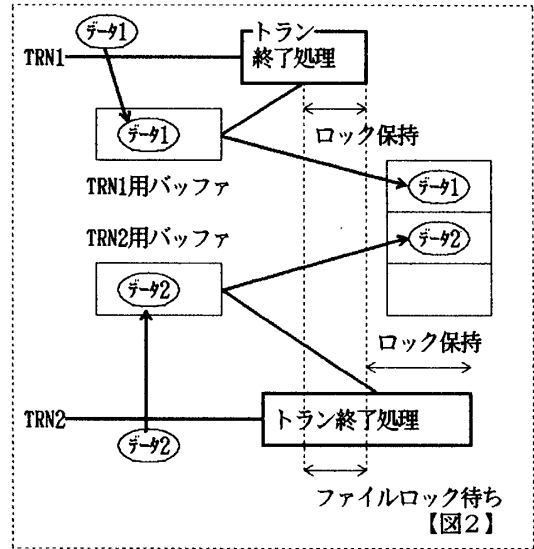 データ1
トラン
TRN1
終了処理
ロック保持
データ1
TRN1用バッファ
データ1
TRN2用バッファ
データ2
データ2
ロック保持
TRN2
トラン終了処理
データ2
ファイルロック待ち
【図2】